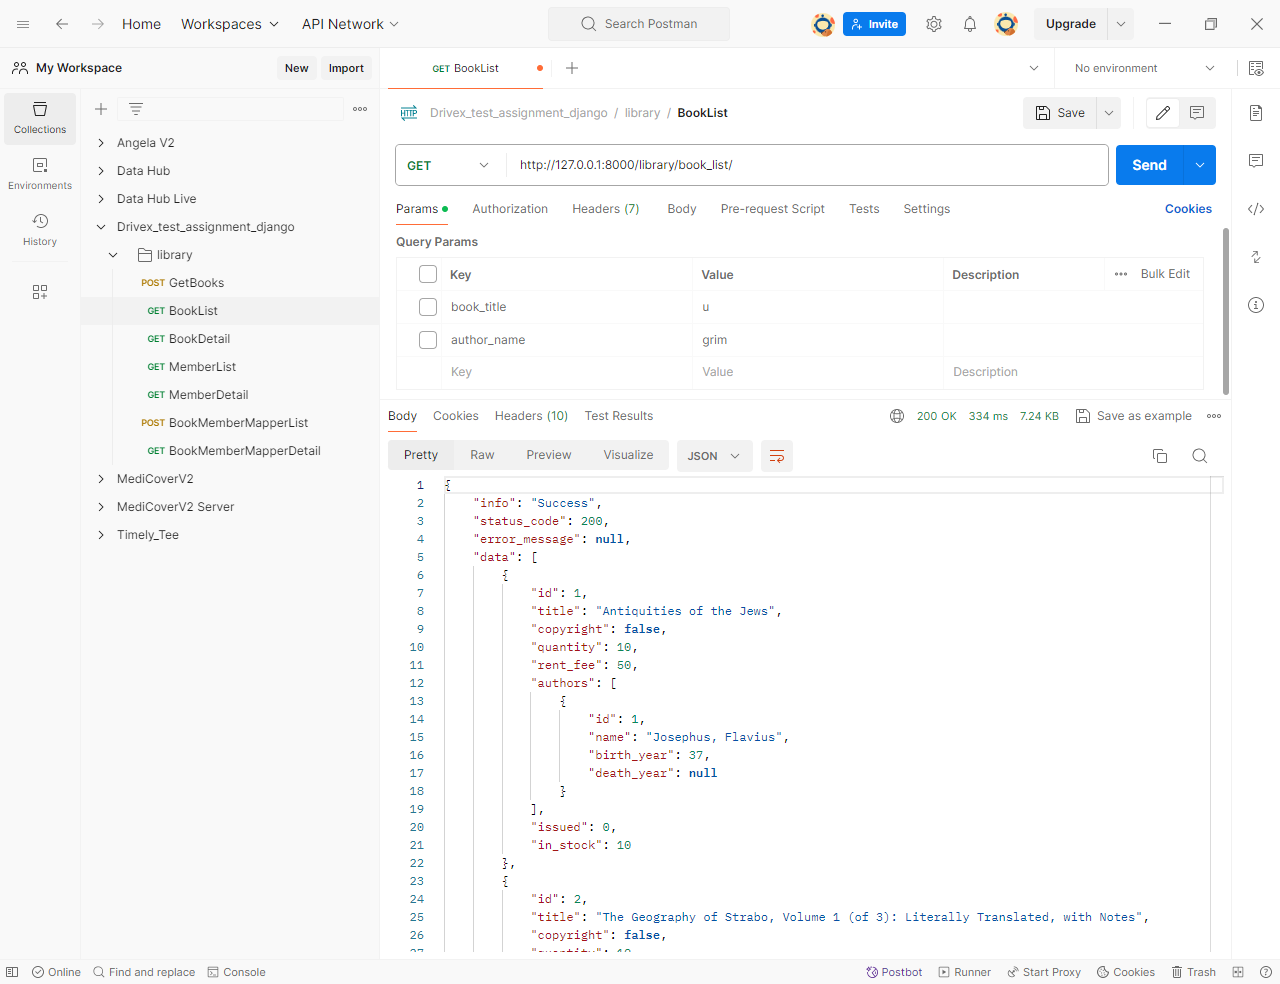 Home Workspaces API Network Search Postman Invite Upgrade
My Workspace New Import GET BookList No environment
Collections
Environments
History
Angela V2
Data Hub
Data Hub Live
Drivex_test_assignment_django
library
POST GetBooks
GET BookList
GET BookDetail
GET MemberList
GET MemberDetail
POST BookMemberMapperList
GET BookMemberMapperDetail
MediCoverV2
MediCoverV2 Server
Timely_Tee
HTTP Drivex_test_assignment_django / library / BookList Save
GET http://127.0.0.1:8000/library/book_list/ Send
Params Authorization Headers (7) Body Pre-request Script Tests Settings Cookies
Query Params
Key Value Description Bulk Edit
book_title u
author_name grim
Key Value Description
Body Cookies Headers (10) Test Results 200 OK 334 ms 7.24 KB Save as example
Pretty Raw Preview Visualize JSON
1 {
2 "info": "Success",
3 "status_code": 200,
4 "error_message": null,
5 "data": [
6 {
7 "id": 1,
8 "title": "Antiquities of the Jews",
9 "copyright": false,
10 "quantity": 10,
11 "rent_fee": 50,
12 "authors": [
13 {
14 "id": 1,
15 "name": "Josephus, Flavius",
16 "birth_year": 37,
17 "death_year": null
18 }
19 ],
20 "issued": 0,
21 "in_stock": 10
22 },
23 {
24 "id": 2,
25 "title": "The Geography of Strabo, Volume 1 (of 3): Literally Translated, with Notes",
26 "copyright": false,
27 "quantity": 10
Online Find and replace Console Postbot Runner Start Proxy Cookies Trash